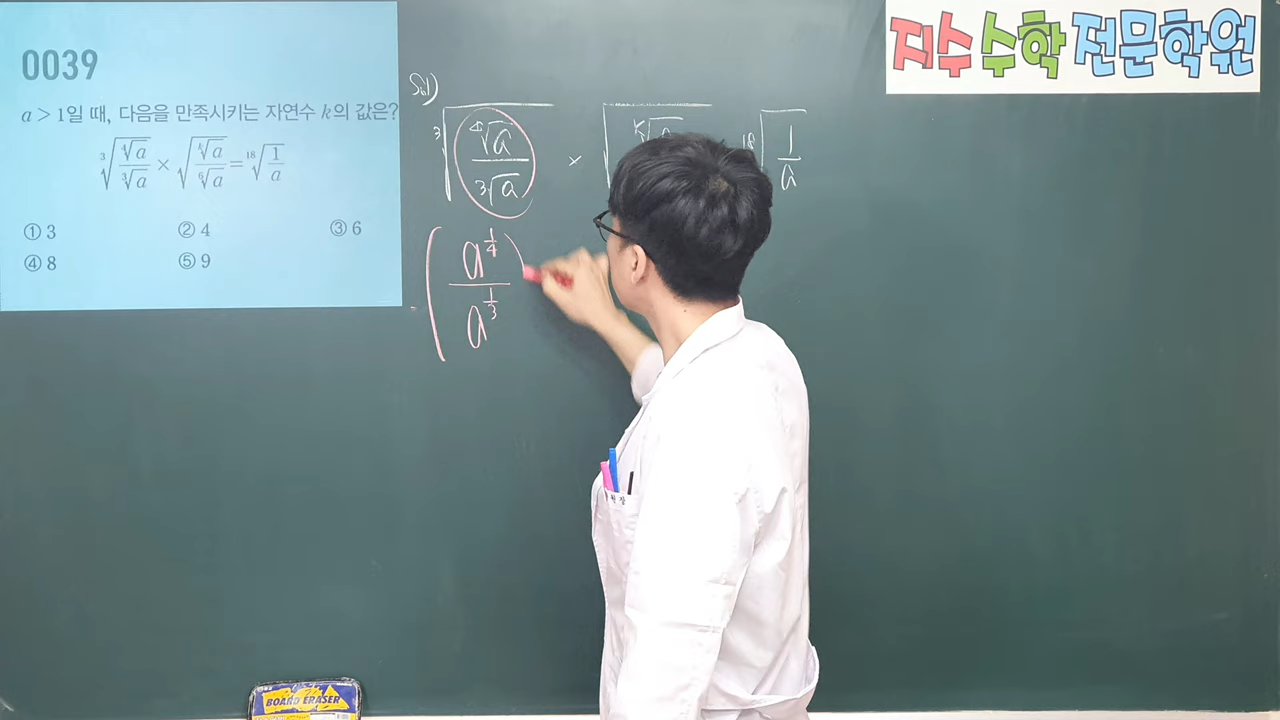 지수수학전문학원
0039
a > 1일 때, 다음을 만족시키는 자연수 k의 값은?
∛(∜a/∛a) × √(ᵏ√a/⁶√a) = ¹⁸√(1/a)
① 3 ② 4 ③ 6
④ 8 ⑤ 9
Sol)
∛(∜a/∛a) × √(ᵏ√a ¹⁸√(1/a)
(a^(1/4)/a^(1/3))
BOARD ERASER